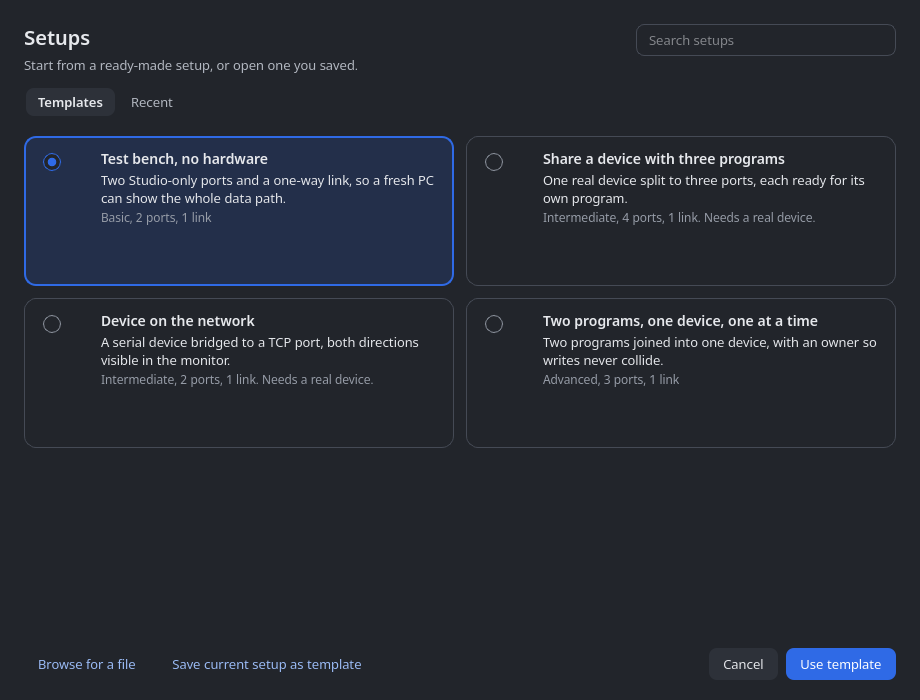 Setups
Search setups
Start from a ready-made setup, or open one you saved.
Templates
Recent
Test bench, no hardware
Two Studio-only ports and a one-way link, so a fresh PC
can show the whole data path.
Basic, 2 ports, 1 link
Share a device with three programs
One real device split to three ports, each ready for its
own program.
Intermediate, 4 ports, 1 link. Needs a real device.
Device on the network
A serial device bridged to a TCP port, both directions
visible in the monitor.
Intermediate, 2 ports, 1 link. Needs a real device.
Two programs, one device, one at a time
Two programs joined into one device, with an owner so
writes never collide.
Advanced, 3 ports, 1 link
Browse for a file
Save current setup as template
Cancel
Use template